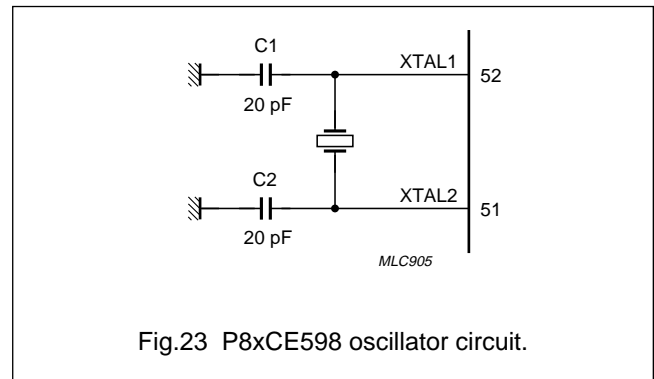 C1
XTAL1
52
20 pF
C2
XTAL2
51
20 pF
MLC905
Fig.23 P8xCE598 oscillator circuit.